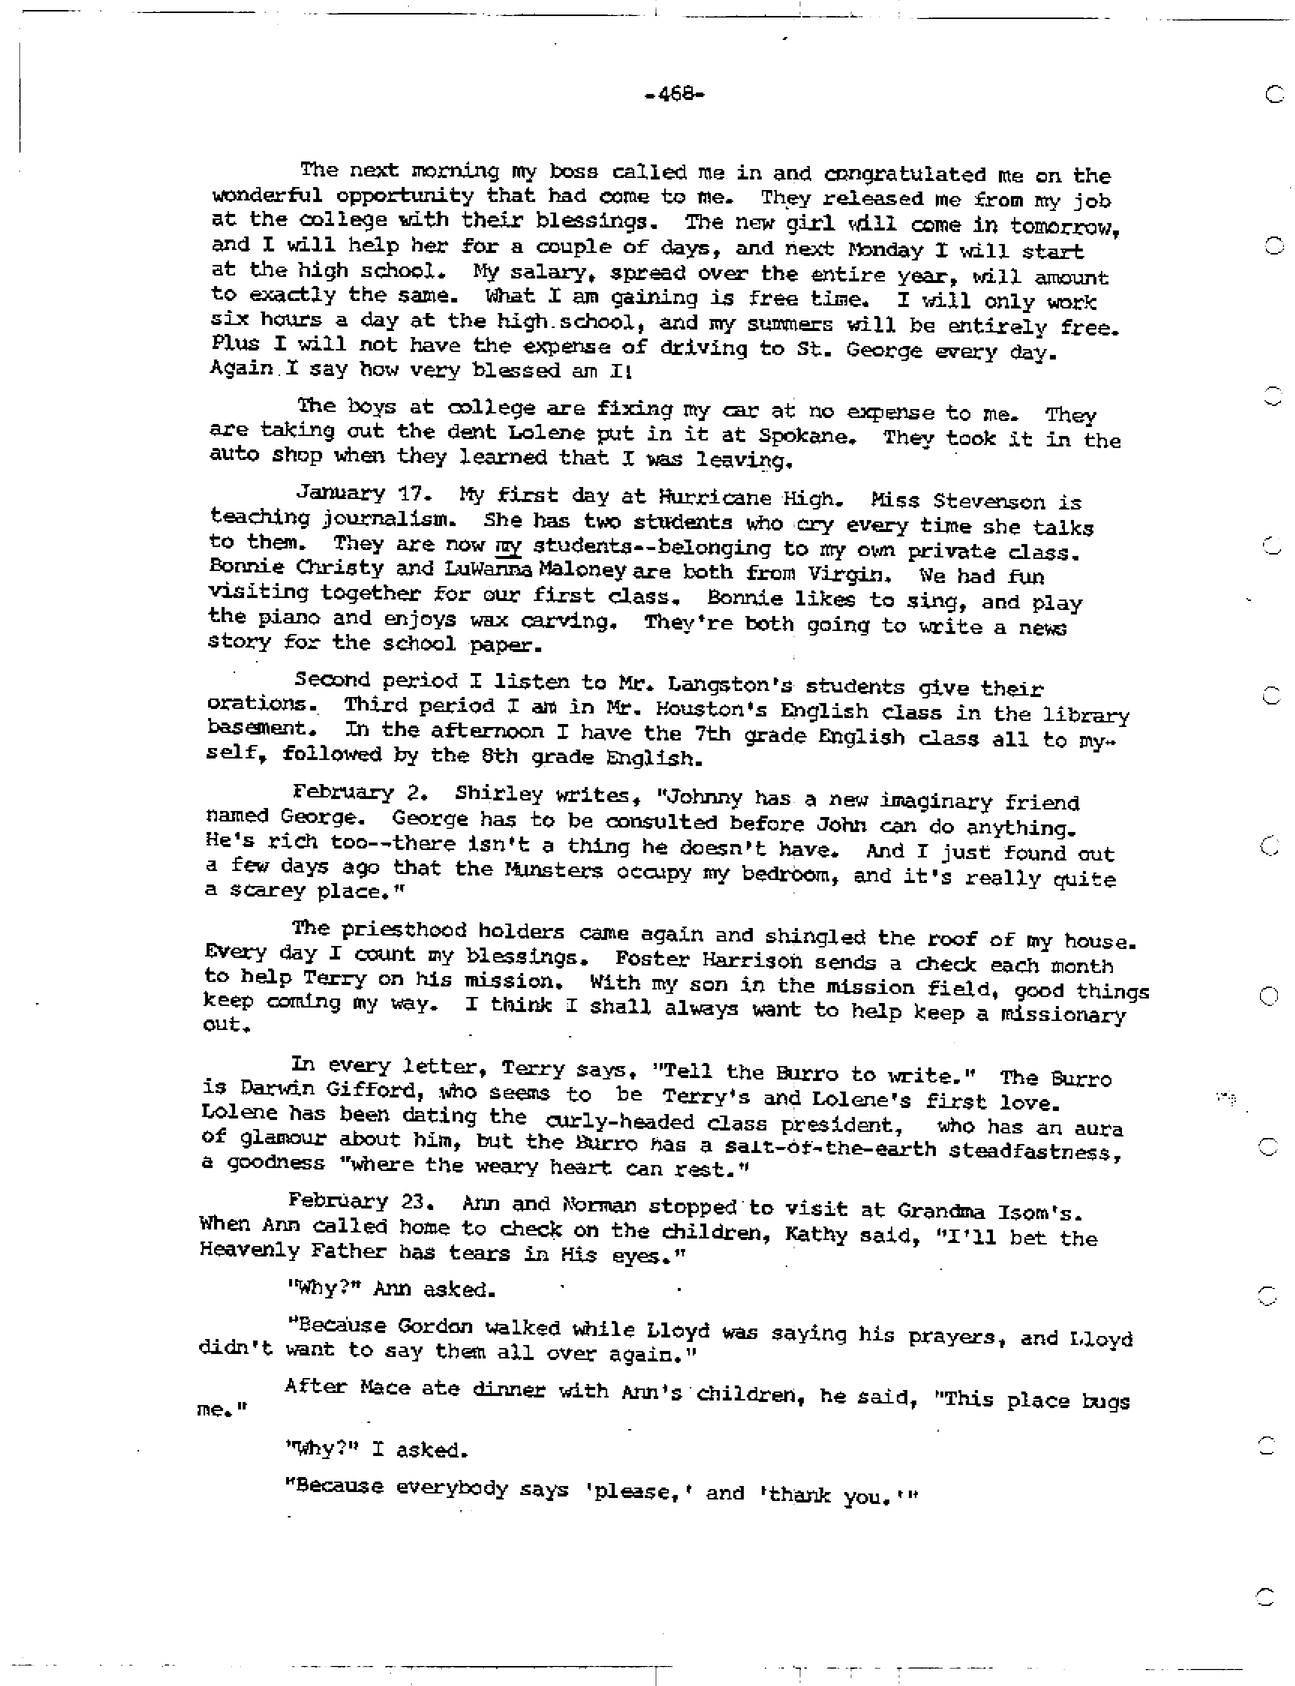 -468-
The next morning my boss called me in and congratulated me on the
wonderful opportunity that had come to me. They released me from my job
at the college with their blessings. The new girl will come in tomorrow,
and I will help her for a couple of days, and next Monday I will start
at the high school. My salary, spread over the entire year, will amount
to exactly the same. What I am gaining is free time. I will only work
six hours a day at the high school, and my summers will be entirely free.
Plus I will not have the expense of driving to St. George every day.
Again I say how very blessed am I!
The boys at college are fixing my car at no expense to me. They
are taking out the dent Lolene put in it at Spokane. They took it in the
auto shop when they learned that I was leaving.
January 17. My first day at Hurricane High. Miss Stevenson is
teaching journalism. She has two students who cry every time she talks
to them. They are now my students--belonging to my own private class.
Bonnie Christy and LuWanna Maloney are both from Virgin. We had fun
visiting together for our first class. Bonnie likes to sing, and play
the piano and enjoys wax carving. They're both going to write a news
story for the school paper.
Second period I listen to Mr. Langston's students give their
orations. Third period I am in Mr. Houston's English class in the library
basement. In the afternoon I have the 7th grade English class all to my-
self, followed by the 8th grade English.
February 2. Shirley writes, "Johnny has a new imaginary friend
named George. George has to be consulted before John can do anything.
He's rich too--there isn't a thing he doesn't have. And I just found out
a few days ago that the Munsters occupy my bedroom, and it's really quite
a scarey place."
The priesthood holders came again and shingled the roof of my house.
Every day I count my blessings. Foster Harrison sends a check each month
to help Terry on his mission. With my son in the mission field, good things
keep coming my way. I think I shall always want to help keep a missionary
out.
In every letter, Terry says, "Tell the Burro to write." The Burro
is Darwin Gifford, who seems to be Terry's and Lolene's first love.
Lolene has been dating the curly-headed class president, who has an aura
of glamour about him, but the Burro has a salt-of-the-earth steadfastness,
a goodness "where the weary heart can rest."
February 23. Ann and Norman stopped to visit at Grandma Isom's.
When Ann called home to check on the children, Kathy said, "I'll bet the
Heavenly Father has tears in His eyes."
"Why?" Ann asked.
"Because Gordon walked while Lloyd was saying his prayers, and Lloyd
didn't want to say them all over again."
After Mace ate dinner with Ann's children, he said, "This place bugs
me."
"Why?" I asked.
"Because everybody says 'please,' and 'thank you.'"